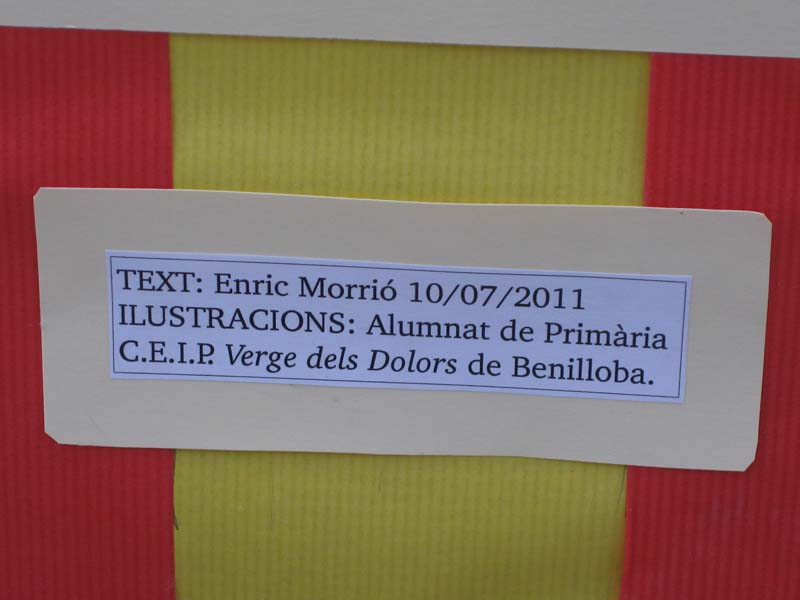 TEXT: Enric Morrió 10/07/2011
ILUSTRACIONS: Alumnat de Primària
C.E.I.P. Verge dels Dolors de Benilloba.